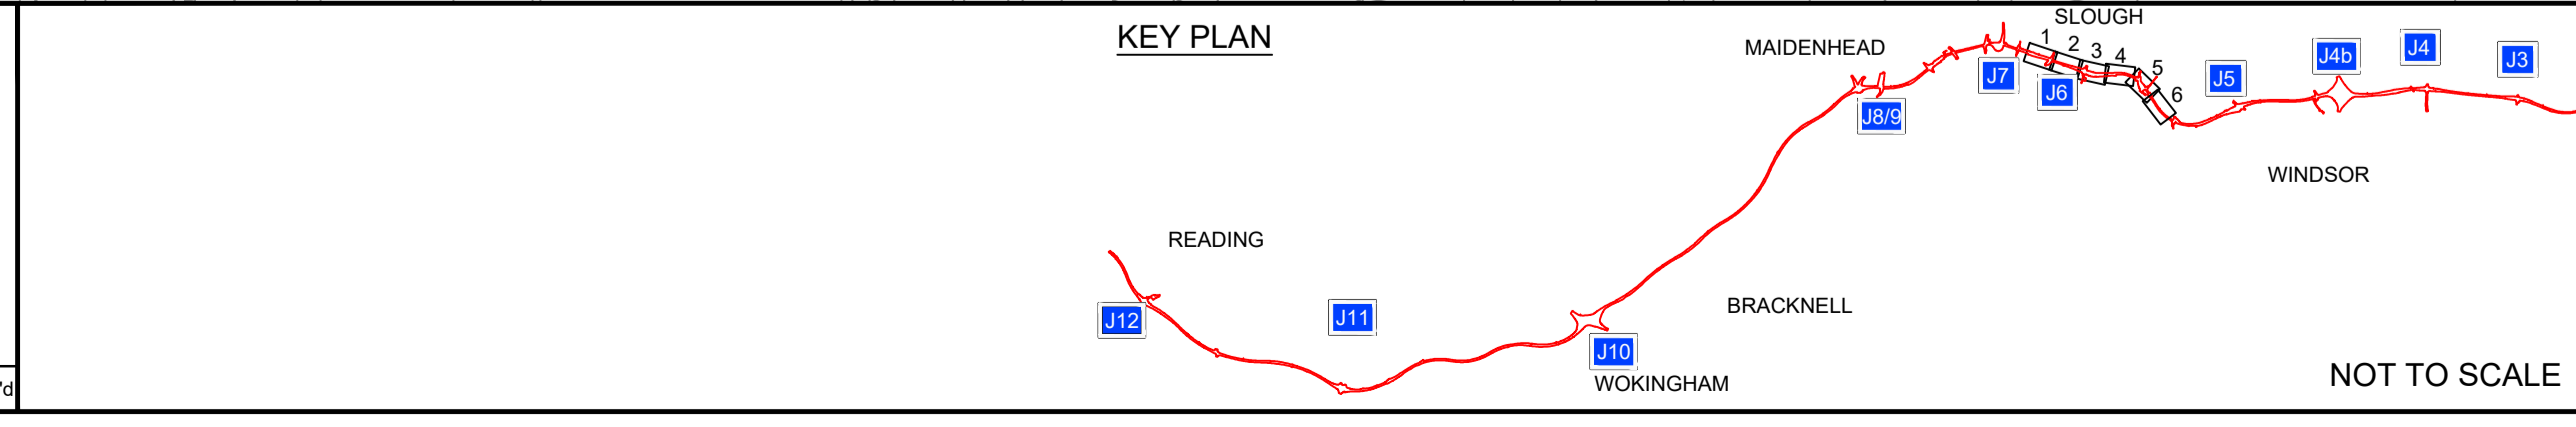 KEY PLAN
SLOUGH
MAIDENHEAD
1
2
3
4
5
6
J7
J6
J5
J4b
J4
J3
J8/9
WINDSOR
READING
BRACKNELL
J12
J11
J10
WOKINGHAM
NOT TO SCALE
'd